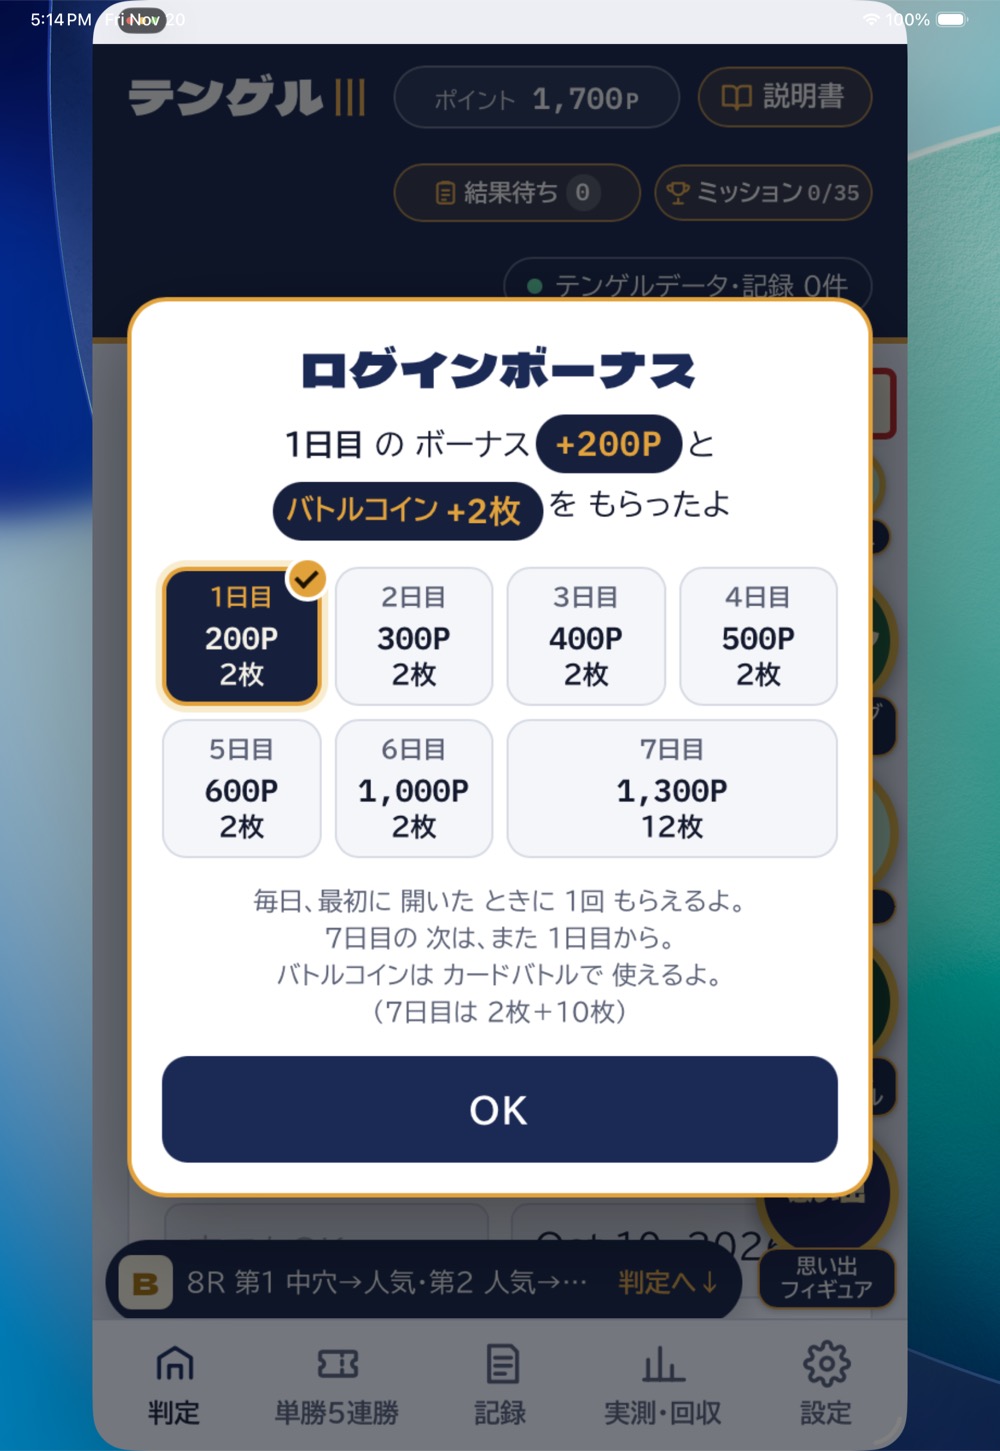 5:14 PM Fri Nov 20 100%
テンゲルIII ポイント 1,700P 説明書
結果待ち 0 ミッション 0/35
テンゲルデータ・記録 0件
ログインボーナス
1日目 の ボーナス +200P と
バトルコイン +2枚 を もらったよ
1日目 2日目 3日目 4日目
200P 300P 400P 500P
2枚 2枚 2枚 2枚
5日目 6日目 7日目
600P 1,000P 1,300P
2枚 2枚 12枚
毎日、最初に 開いた ときに 1回 もらえるよ。
7日目の 次は、また 1日目から。
バトルコインは カードバトルで 使えるよ。
(7日目は 2枚+10枚)
OK
Oct 10, 202
B 8R 第1 中穴→人気・第2 人気→… 判定へ↓
思い出
フィギュア
判定 単勝5連勝 記録 実測・回収 設定